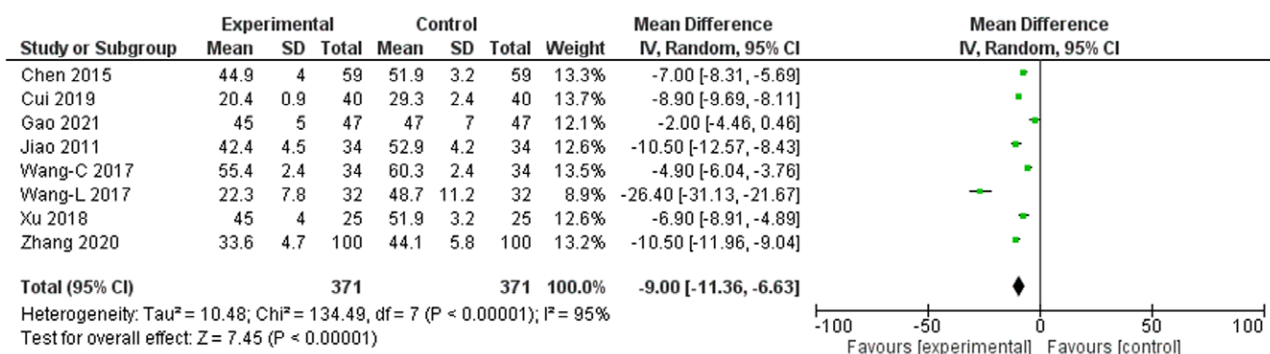 Experimental Control Mean Difference Mean Difference
Study or Subgroup Mean SD Total Mean SD Total Weight IV, Random, 95% CI IV, Random, 95% CI
Chen 2015 44.9 4 59 51.9 3.2 59 13.3% -7.00 [-8.31, -5.69]
Cui 2019 20.4 0.9 40 29.3 2.4 40 13.7% -8.90 [-9.69, -8.11]
Gao 2021 45 5 47 47 7 47 12.1% -2.00 [-4.46, 0.46]
Jiao 2011 42.4 4.5 34 52.9 4.2 34 12.6% -10.50 [-12.57, -8.43]
Wang-C 2017 55.4 2.4 34 60.3 2.4 34 13.5% -4.90 [-6.04, -3.76]
Wang-L 2017 22.3 7.8 32 48.7 11.2 32 8.9% -26.40 [-31.13, -21.67]
Xu 2018 45 4 25 51.9 3.2 25 12.6% -6.90 [-8.91, -4.89]
Zhang 2020 33.6 4.7 100 44.1 5.8 100 13.2% -10.50 [-11.96, -9.04]
Total (95% CI) 371 371 100.0% -9.00 [-11.36, -6.63]
Heterogeneity: Tau² = 10.48; Chi² = 134.49, df = 7 (P < 0.00001); I² = 95%
Test for overall effect: Z = 7.45 (P < 0.00001)
-100 -50 0 50 100
Favours [experimental] Favours [control]